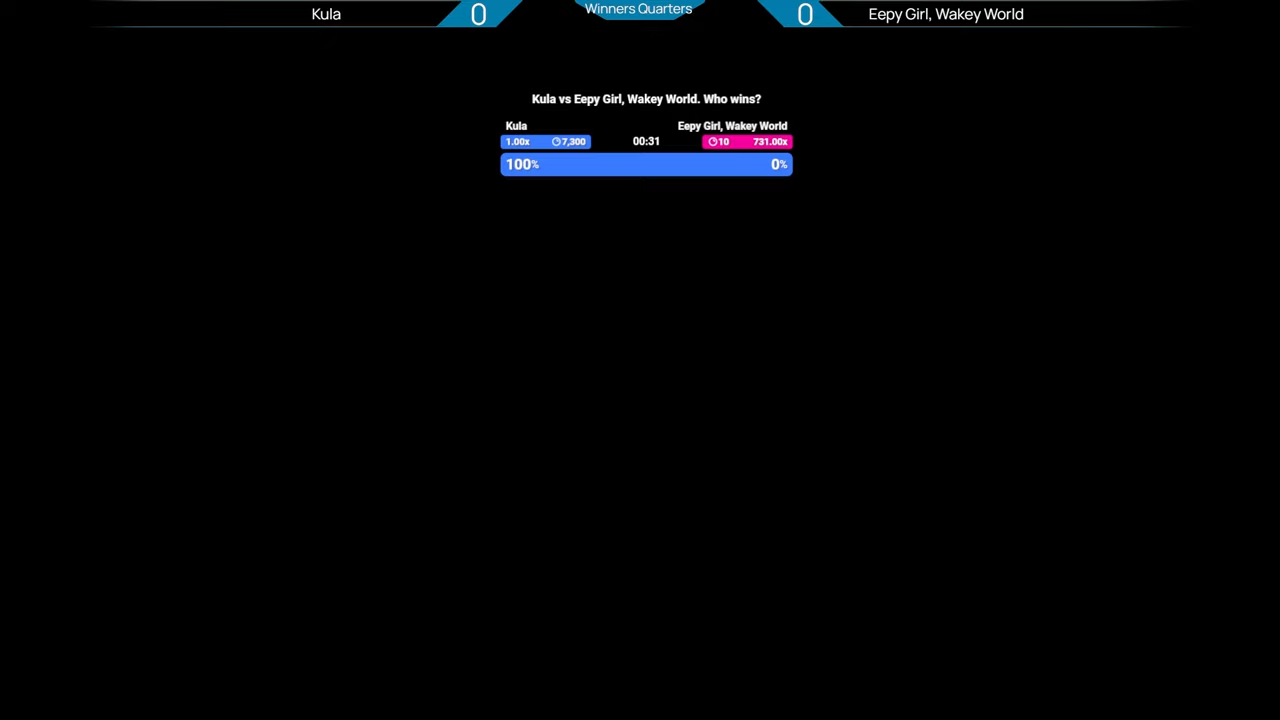 Kula 0 Winners Quarters 0 Eepy Girl, Wakey World
Kula vs Eepy Girl, Wakey World. Who wins?
Kula Eepy Girl, Wakey World
1.00x 7,300 00:31 10 731.00x
100% 0%